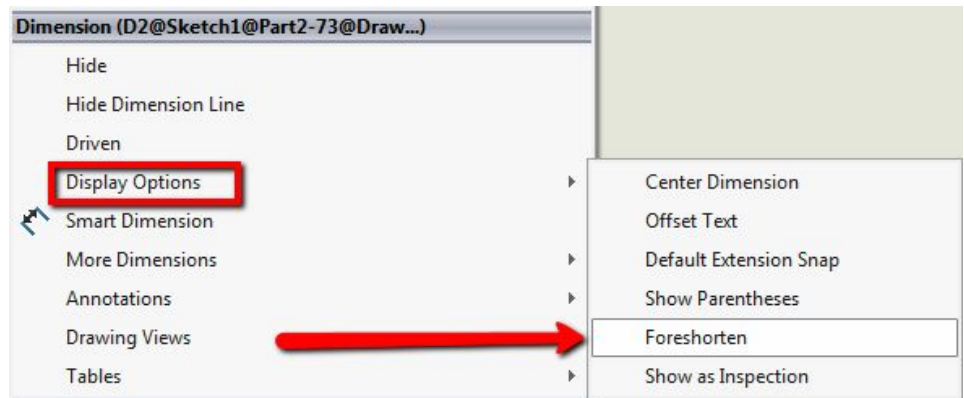 Dimension (D2@Sketch1@Part2-73@Draw...)
Hide
Hide Dimension Line
Driven
Display Options
Smart Dimension
More Dimensions
Annotations
Drawing Views
Tables
Center Dimension
Offset Text
Default Extension Snap
Show Parentheses
Foreshorten
Show as Inspection